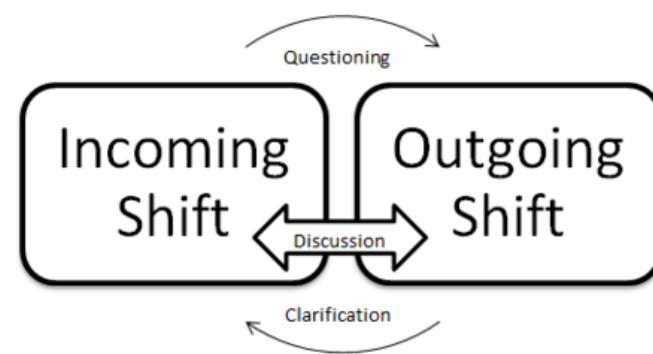 Questioning
Incoming
Shift
Outgoing
Shift
Discussion
Clarification